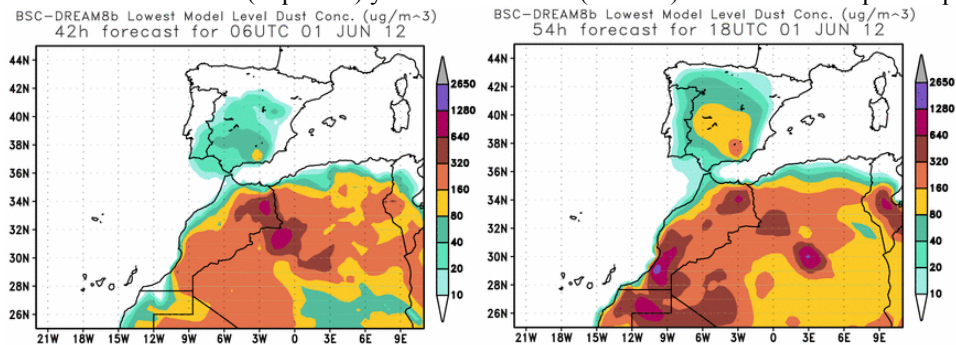 BSC-DREAM8b Lowest Model Level Dust Conc. (ug/m^3)
42h forecast for 06UTC 01 JUN 12
44N
42N
40N
38N
36N
34N
32N
30N
28N
26N
21W 18W 15W 12W 9W 6W 3W 0 3E 6E 9E
2650
1280
640
320
160
80
40
20
10
BSC-DREAM8b Lowest Model Level Dust Conc. (ug/m^3)
54h forecast for 18UTC 01 JUN 12
44N
42N
40N
38N
36N
34N
32N
30N
28N
26N
21W 18W 15W 12W 9W 6W 3W 0 3E 6E 9E
2650
1280
640
320
160
80
40
20
10